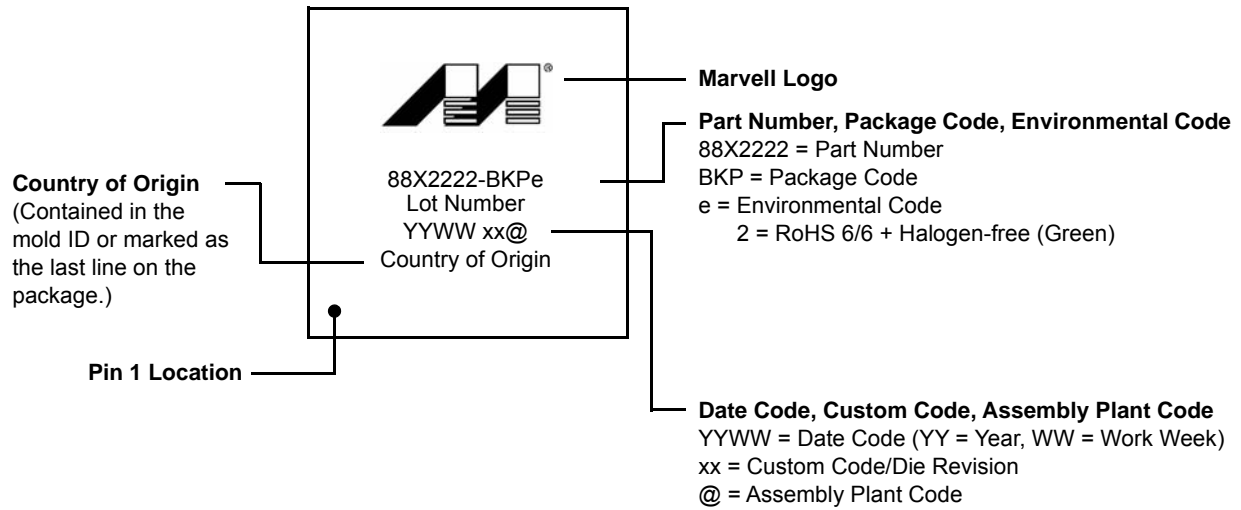 ®
88X2222-BKPe
Lot Number
YYWW xx@
Country of Origin
Country of Origin
(Contained in the
mold ID or marked as
the last line on the
package.)
Pin 1 Location
Marvell Logo
Part Number, Package Code, Environmental Code
88X2222 = Part Number
BKP = Package Code
e = Environmental Code
2 = RoHS 6/6 + Halogen-free (Green)
Date Code, Custom Code, Assembly Plant Code
YYWW = Date Code (YY = Year, WW = Work Week)
xx = Custom Code/Die Revision
@ = Assembly Plant Code